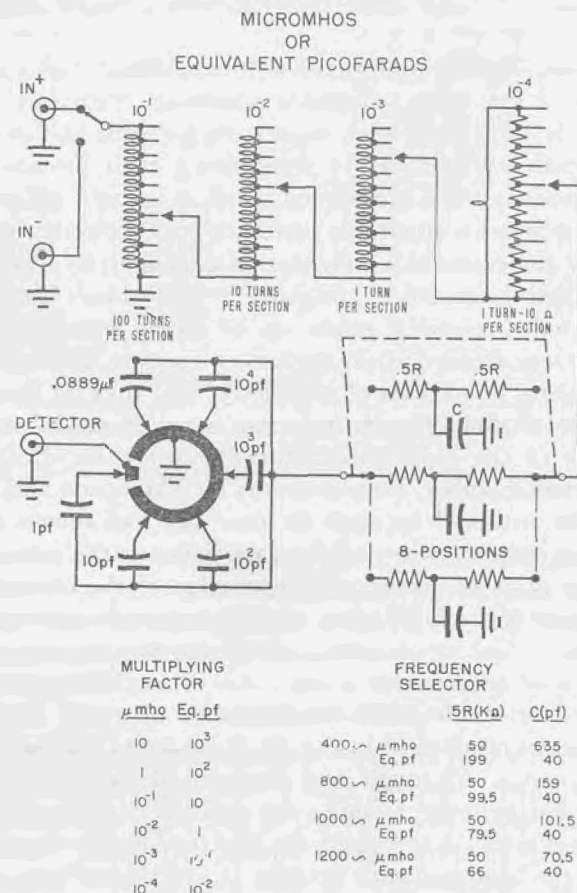 MICROMHOS
OR
EQUIVALENT PICOFARADS
IN+
10-1
10-2
10-3
10-4
IN-
100 TURNS
PER SECTION
10 TURNS
PER SECTION
1 TURN
PER SECTION
1 TURN-10 Ω
PER SECTION
.0889μf
10⁴pf
.5R
.5R
C
DETECTOR
10³pf
1pf
10pf
10²pf
8-POSITIONS
MULTIPLYING
FACTOR
μmho Eq. pf
10 10³
1 10²
10-1 10
10-2 1
10-3
10-4 10-2
FREQUENCY
SELECTOR
.5R(KΩ) C(pf)
400~ μmho 50 635
Eq. pf 199 40
800~ μmho 50 159
Eq. pf 99.5 40
1000~ μmho 50 101.5
Eq. pf 79.5 40
1200~ μmho 50 70.5
Eq. pf 66 40